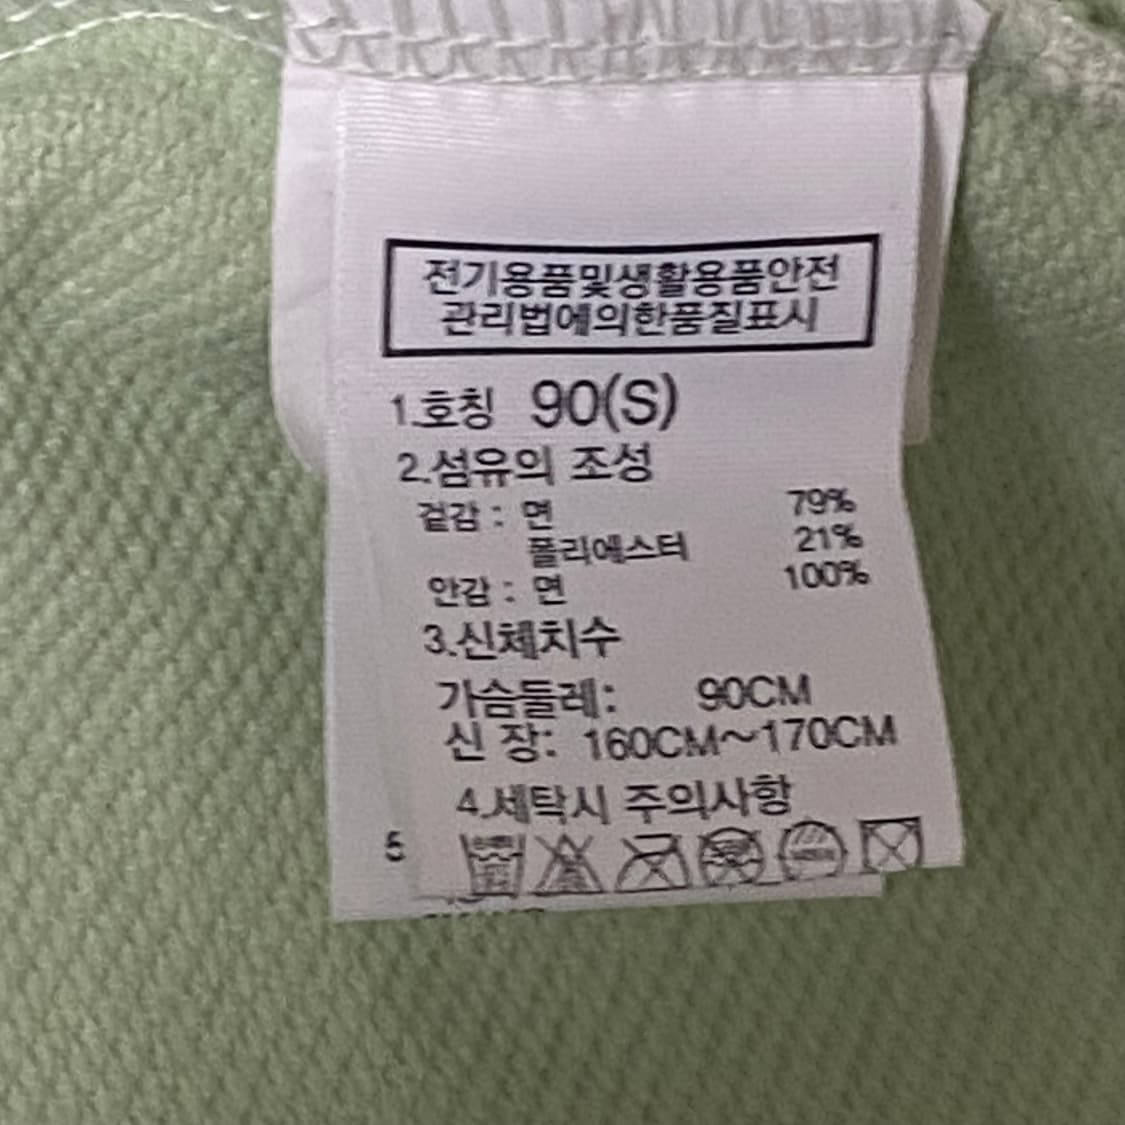 전기용품및생활용품안전
관리법에의한품질표시
1.호칭 90(S)
2.섬유의 조성
겉감 : 면 79%
폴리에스터 21%
안감 : 면 100%
3.신체치수
가슴둘레: 90CM
신 장: 160CM~170CM
4.세탁시 주의사항
5